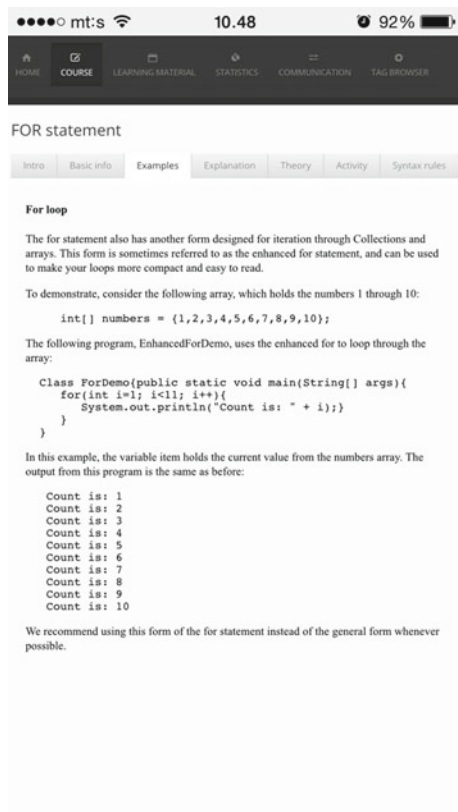 mt:s 10.48 92%
HOME COURSE LEARNING MATERIAL STATISTICS COMMUNICATION TAG BROWSER
FOR statement
Intro Basic info Examples Explanation Theory Activity Syntax rules
For loop
The for statement also has another form designed for iteration through Collections and
arrays. This form is sometimes referred to as the enhanced for statement, and can be used
to make your loops more compact and easy to read.
To demonstrate, consider the following array, which holds the numbers 1 through 10:
int[] numbers = {1,2,3,4,5,6,7,8,9,10};
The following program, EnhancedForDemo, uses the enhanced for to loop through the
array:
Class ForDemo{public static void main(String[] args){
for(int i=1; i<11; i++){
System.out.println("Count is: " + i);}
}
}
In this example, the variable item holds the current value from the numbers array. The
output from this program is the same as before:
Count is: 1
Count is: 2
Count is: 3
Count is: 4
Count is: 5
Count is: 6
Count is: 7
Count is: 8
Count is: 9
Count is: 10
We recommend using this form of the for statement instead of the general form whenever
possible.